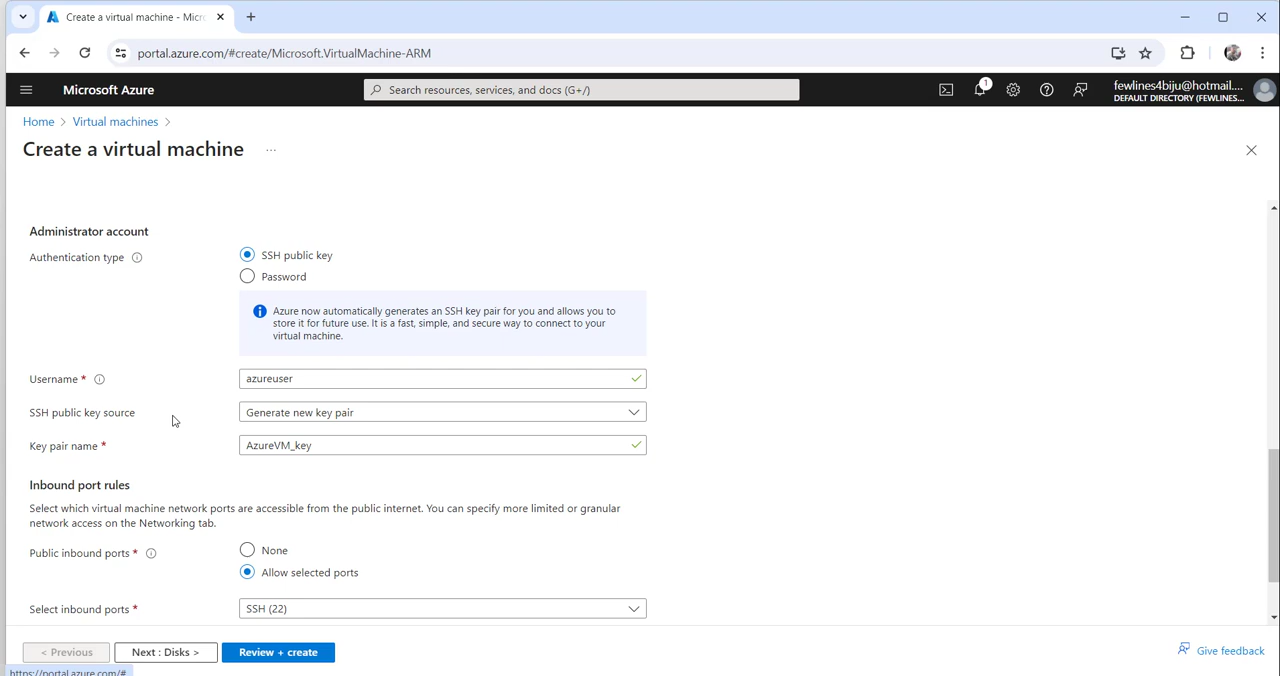 Create a virtual machine - Micr
portal.azure.com/#create/Microsoft.VirtualMachine-ARM
Microsoft Azure
Search resources, services, and docs (G+/)
1
fewlines4biju@hotmail....
DEFAULT DIRECTORY (FEWLINES...
Home > Virtual machines >
Create a virtual machine ...
Administrator account
Authentication type
SSH public key
Password
Azure now automatically generates an SSH key pair for you and allows you to
store it for future use. It is a fast, simple, and secure way to connect to your
virtual machine.
Username *
azureuser
SSH public key source
Generate new key pair
Key pair name *
AzureVM_key
Inbound port rules
Select which virtual machine network ports are accessible from the public internet. You can specify more limited or granular
network access on the Networking tab.
Public inbound ports *
None
Allow selected ports
Select inbound ports *
SSH (22)
< Previous
Next : Disks >
Review + create
Give feedback
https://portal.azure.com/#